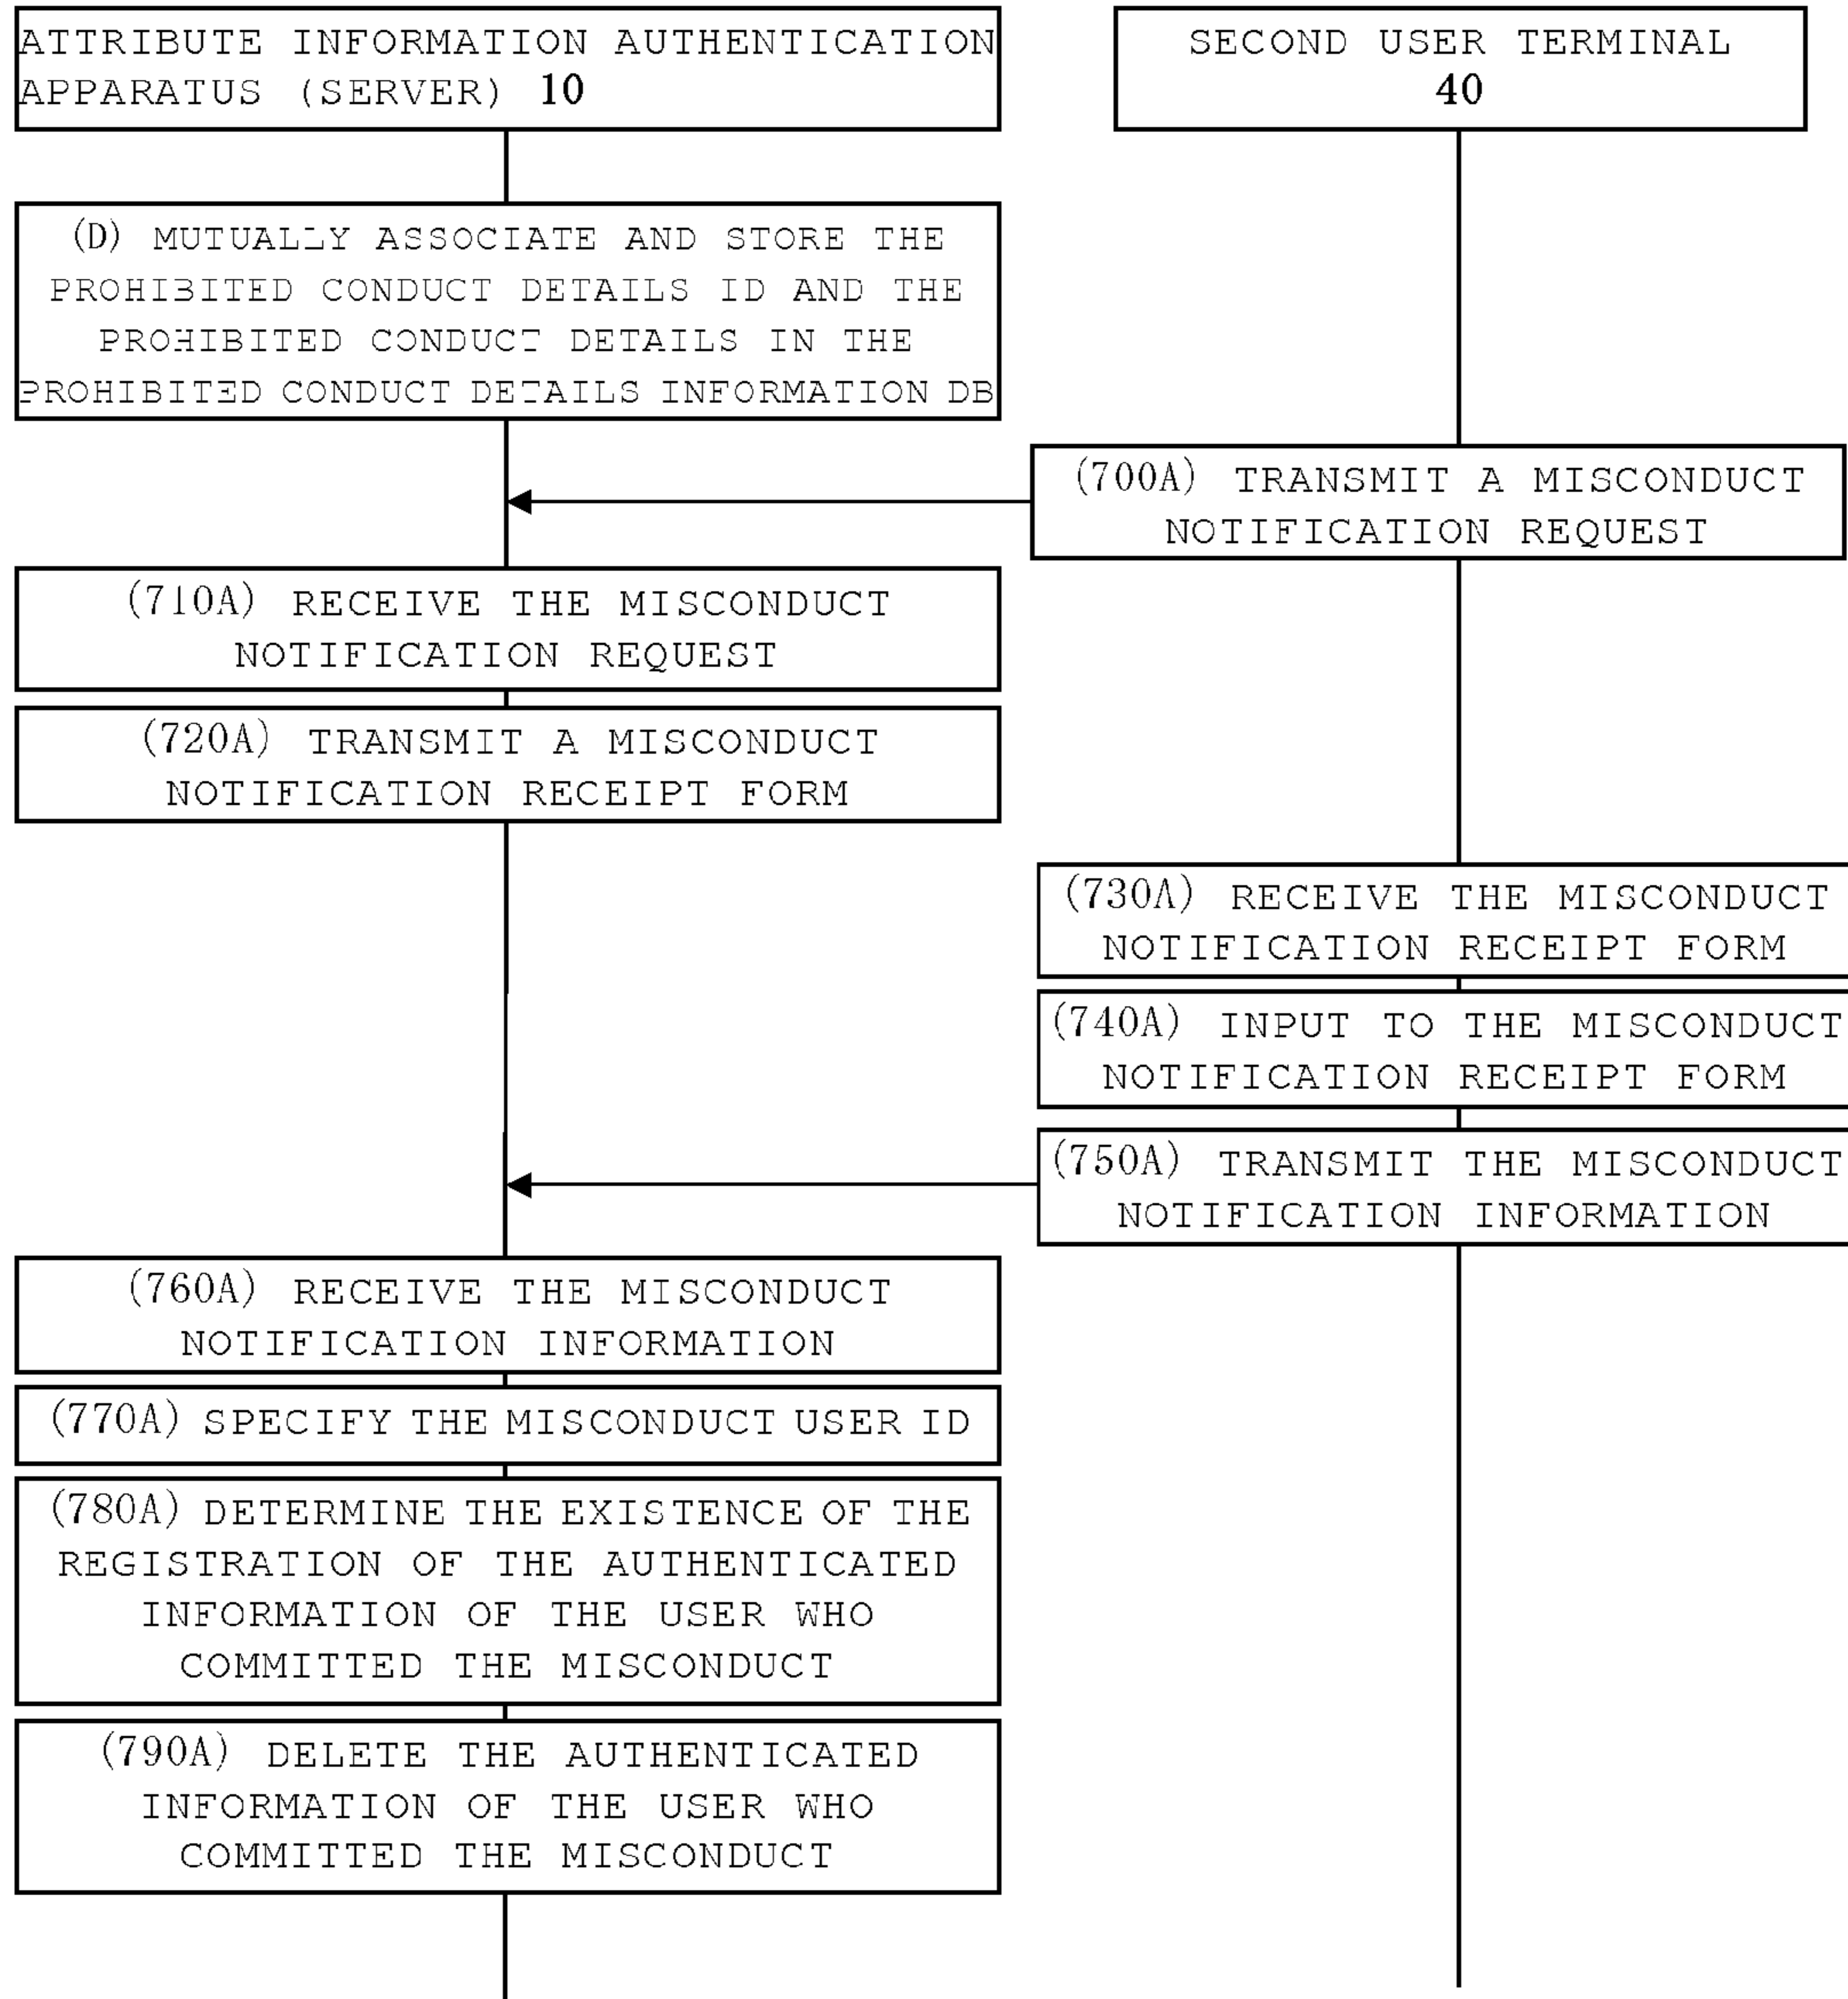 ATTRIBUTE INFORMATION AUTHENTICATION
APPARATUS (SERVER) 10
SECOND USER TERMINAL
40
(D) MUTUALLY ASSOCIATE AND STORE THE
PROHIBITED CONDUCT DETAILS ID AND THE
PROHIBITED CONDUCT DETAILS IN THE
PROHIBITED CONDUCT DETAILS INFORMATION DB
(700A) TRANSMIT A MISCONDUCT
NOTIFICATION REQUEST
(710A) RECEIVE THE MISCONDUCT
NOTIFICATION REQUEST
(720A) TRANSMIT A MISCONDUCT
NOTIFICATION RECEIPT FORM
(730A) RECEIVE THE MISCONDUCT
NOTIFICATION RECEIPT FORM
(740A) INPUT TO THE MISCONDUCT
NOTIFICATION RECEIPT FORM
(750A) TRANSMIT THE MISCONDUCT
NOTIFICATION INFORMATION
(760A) RECEIVE THE MISCONDUCT
NOTIFICATION INFORMATION
(770A) SPECIFY THE MISCONDUCT USER ID
(780A) DETERMINE THE EXISTENCE OF THE
REGISTRATION OF THE AUTHENTICATED
INFORMATION OF THE USER WHO
COMMITTED THE MISCONDUCT
(790A) DELETE THE AUTHENTICATED
INFORMATION OF THE USER WHO
COMMITTED THE MISCONDUCT